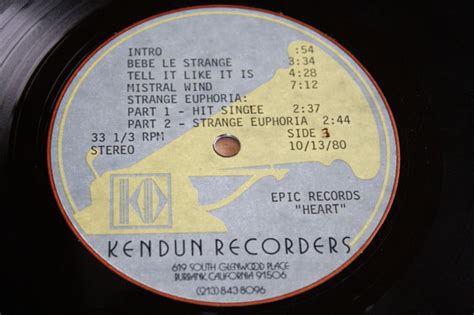 INTRO :54
BEBE LE STRANGE 3:34
TELL IT LIKE IT IS 4:28
MISTRAL WIND 7:12
STRANGE EUPHORIA:
PART 1 - HIT SINGLE 2:37
PART 2 - STRANGE EUPHORIA 2:44
33 1/3 RPM SIDE 3
STEREO 10/13/80
KD
EPIC RECORDS
"HEART"
KENDUN RECORDERS
619 SOUTH GLENWOOD PLACE
BURBANK, CALIFORNIA 91506
(213) 843 8096